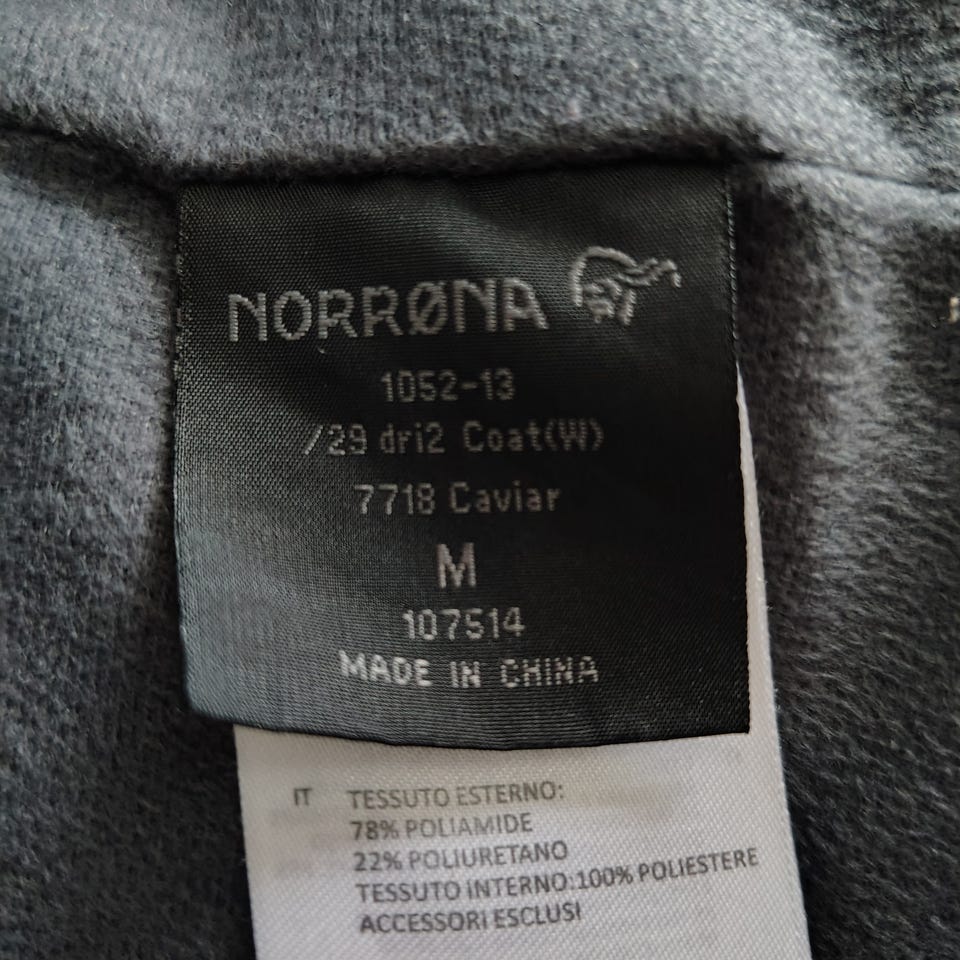 NORRØNA
1052-13
/29 dri2 Coat(W)
7718 Caviar
M
107514
MADE IN CHINA
IT TESSUTO ESTERNO:
78% POLIAMIDE
22% POLIURETANO
TESSUTO INTERNO:100% POLIESTERE
ACCESSORI ESCLUSI